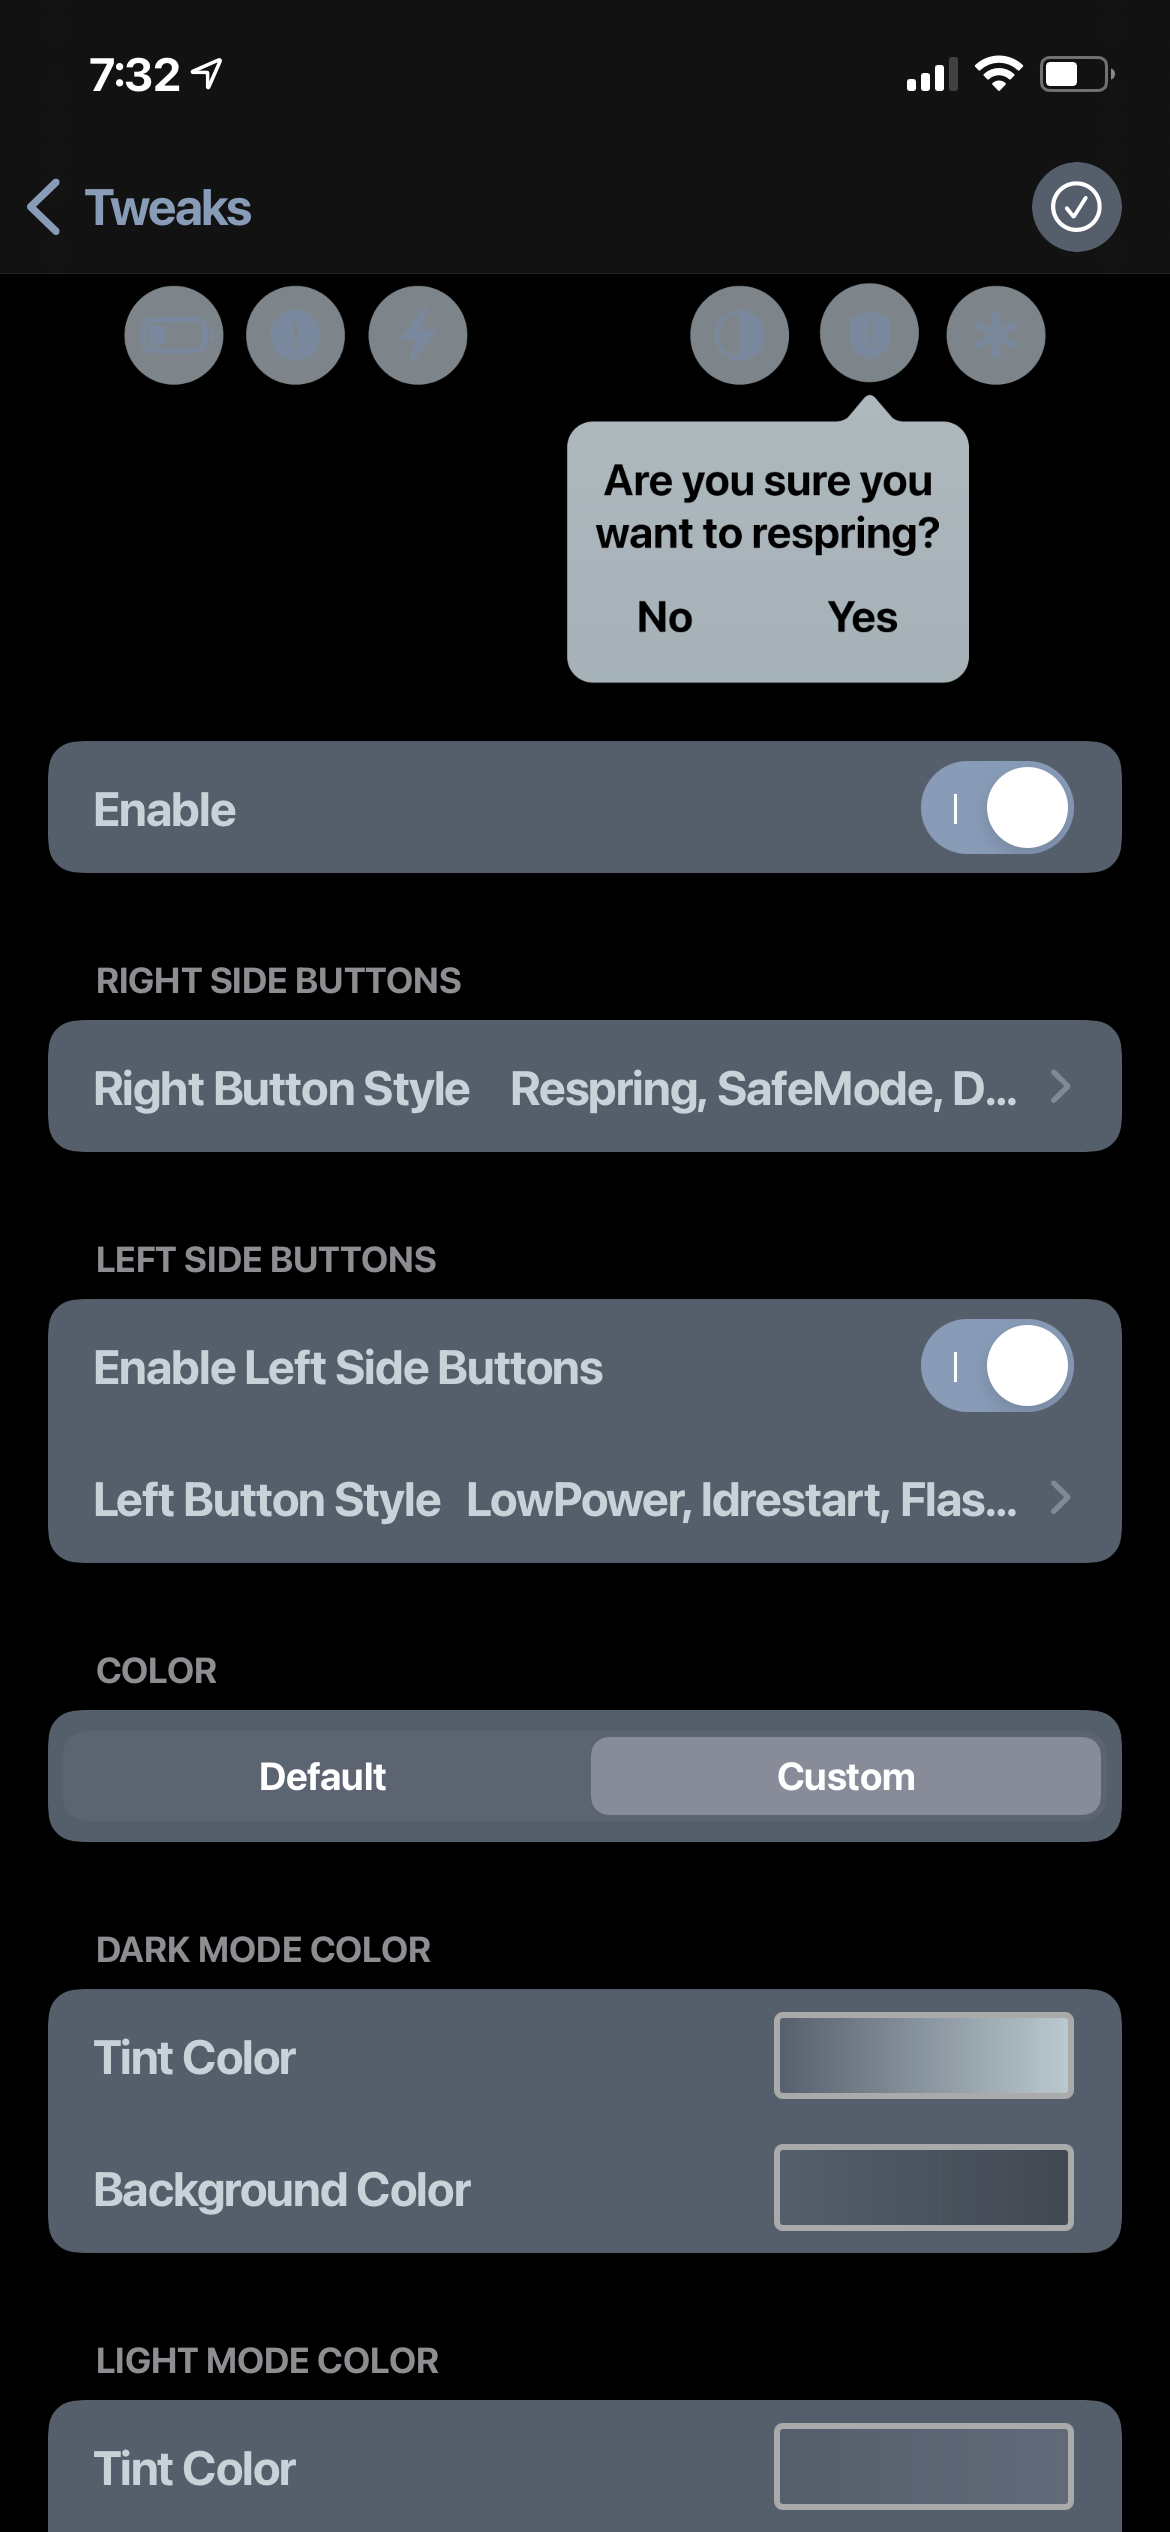 7:32
Tweaks
Are you sure you
want to respring?
No Yes
Enable
RIGHT SIDE BUTTONS
Right Button Style Respring, SafeMode, D...
LEFT SIDE BUTTONS
Enable Left Side Buttons
Left Button Style LowPower, ldrestart, Flas...
COLOR
Default Custom
DARK MODE COLOR
Tint Color
Background Color
LIGHT MODE COLOR
Tint Color